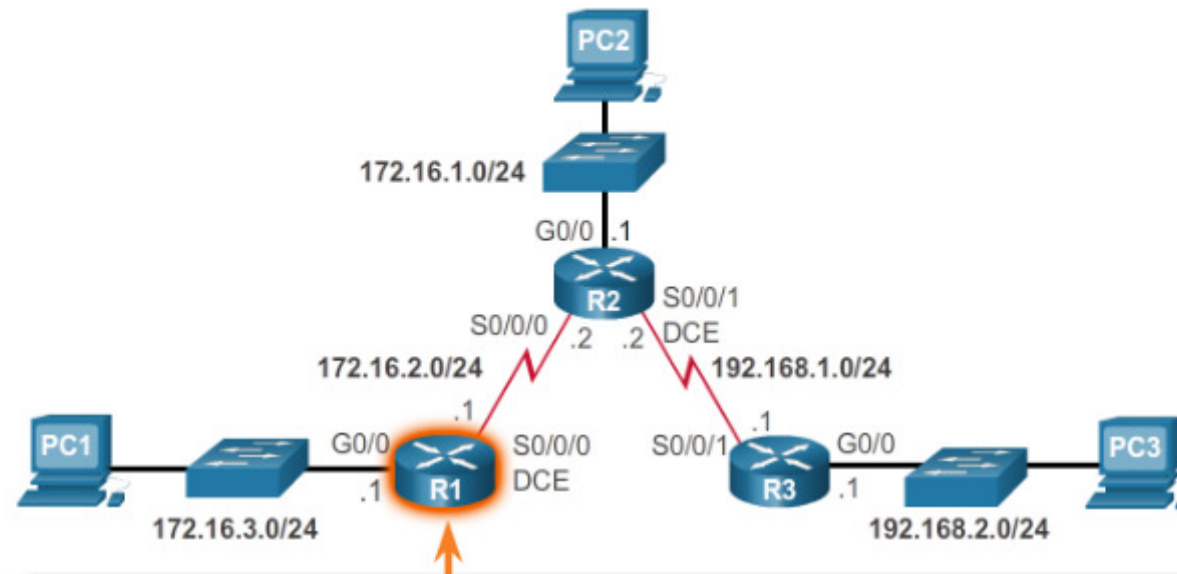 PC2
172.16.1.0/24
G0/0 .1
R2
S0/0/1
DCE
S0/0/0
.2
.2
172.16.2.0/24
192.168.1.0/24
.1
.1
PC1
G0/0
S0/0/0
DCE
S0/0/1
G0/0
PC3
.1
R1
R3
.1
172.16.3.0/24
192.168.2.0/24